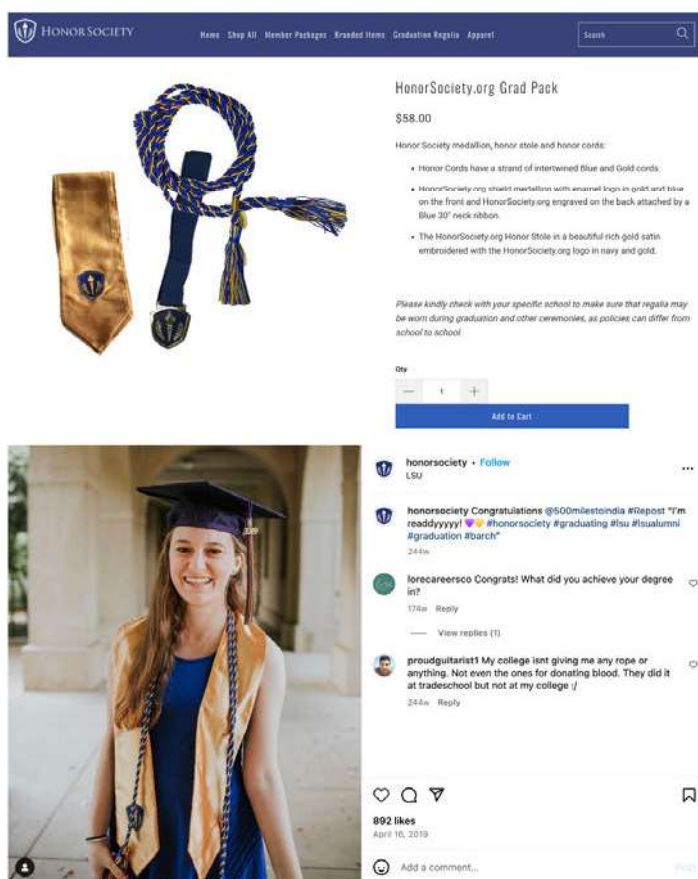 HONOR SOCIETY
Home Shop All Member Packages Branded Items Graduation Regalia Apparel
Search
HonorSociety.org Grad Pack
$58.00
Honor Society medallion, honor stole and honor cords:
• Honor Cords have a strand of intertwined Blue and Gold cords.
• HonorSociety.org shield medallion with enamel logo in gold and blue
on the front and HonorSociety.org engraved on the back attached by a
Blue 30" neck ribbon.
• The HonorSociety.org Honor Stole in a beautiful rich gold satin
embroidered with the HonorSociety.org logo in navy and gold.
Please kindly check with your specific school to make sure that regalia may
be worn during graduation and other ceremonies, as policies can differ from
school to school.
Qty
— 1 +
Add to Cart
honorsociety • Follow
LSU
honorsociety Congratulations @500milestoindia #Repost "I'm
readdyyyyy! 💜💛 #honorsociety #graduating #lsu #lsualumni
#graduation #barch"
244w
lorecareersco Congrats! What did you achieve your degree
in?
174w Reply
View replies (1)
proudguitarist1 My college isnt giving me any rope or
anything. Not even the ones for donating blood. They did it
at tradeschool but not at my college :/
244w Reply
892 likes
April 16, 2019
Add a comment...
Post